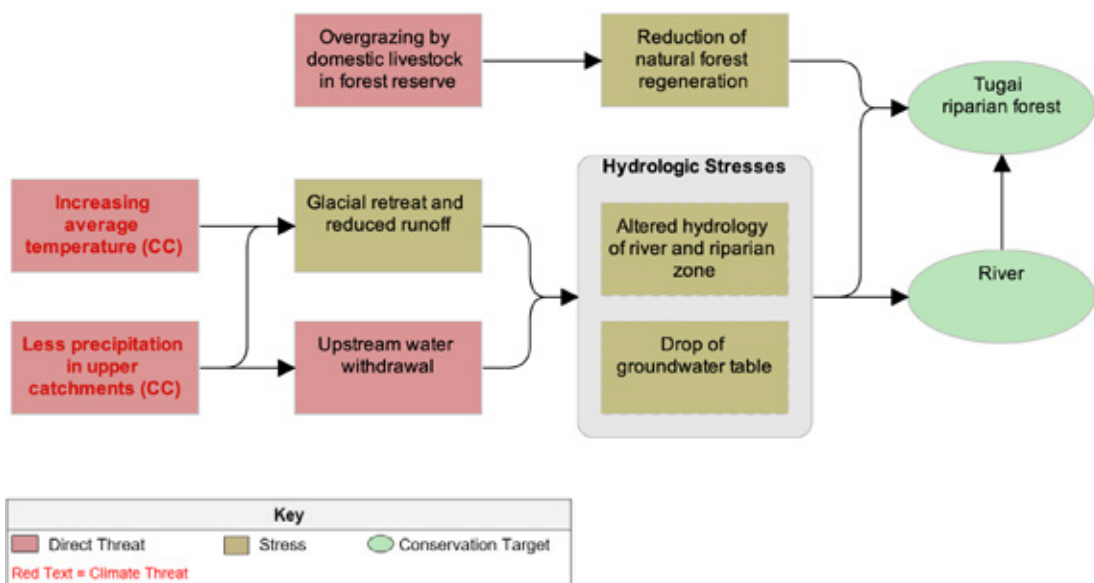 Overgrazing by
domestic livestock
in forest reserve
Reduction of
natural forest
regeneration
Tugai
riparian forest
Hydrologic Stresses
Increasing
average
temperature (CC)
Glacial retreat and
reduced runoff
Altered hydrology
of river and riparian
zone
River
Less precipitation
in upper
catchments (CC)
Upstream water
withdrawal
Drop of
groundwater table
Key
Direct Threat
Stress
Conservation Target
Red Text = Climate Threat